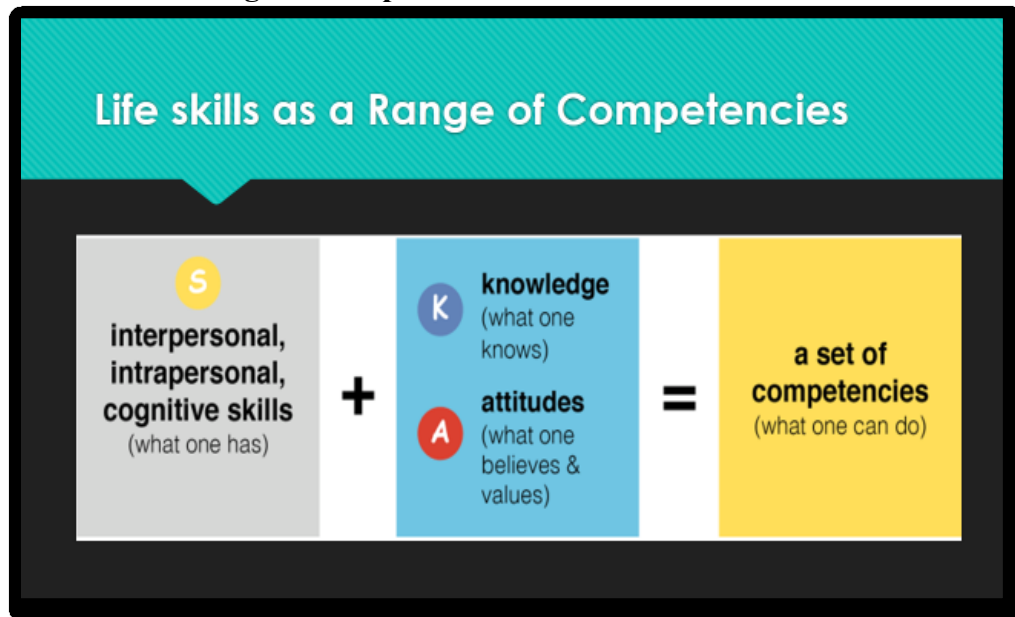 Life skills as a Range of Competencies
S
interpersonal,
intrapersonal,
cognitive skills
(what one has)
+
K
knowledge
(what one
knows)
A
attitudes
(what one
believes &
values)
=
a set of
competencies
(what one can do)